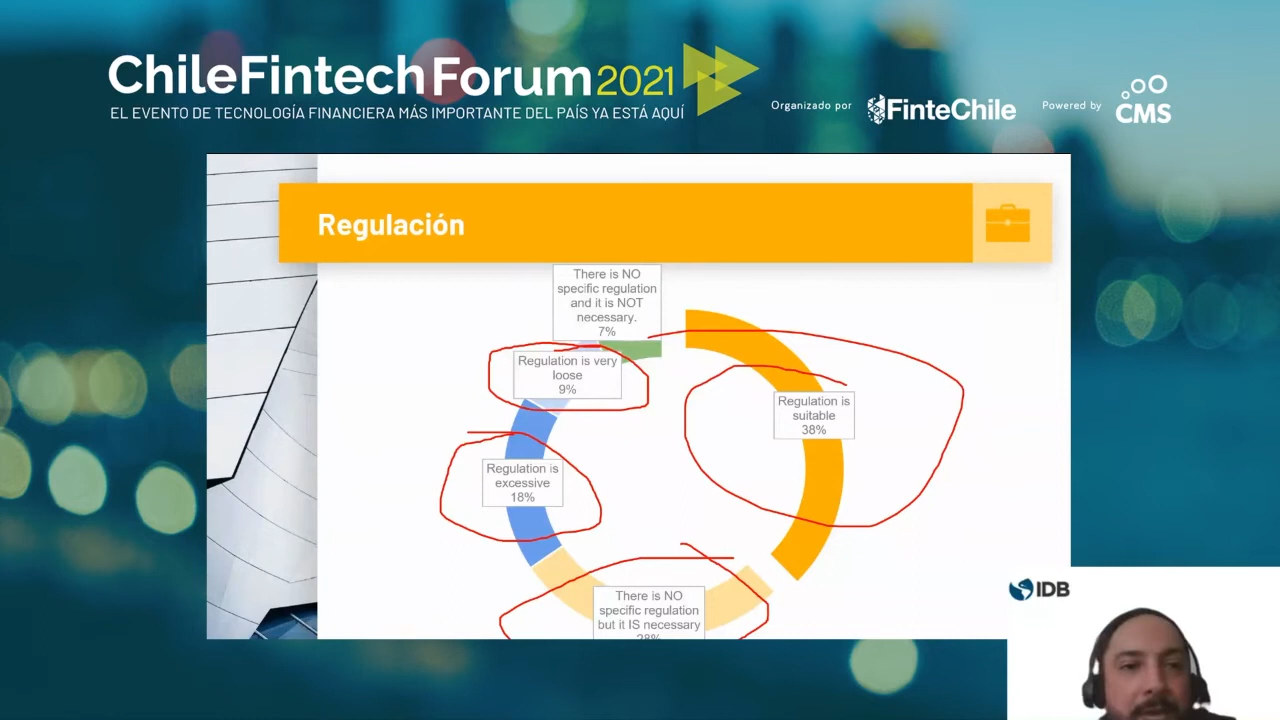 ChileFintechForum2021
EL EVENTO DE TECNOLOGÍA FINANCIERA MÁS IMPORTANTE DEL PAÍS YA ESTÁ AQUÍ
Organizado por
FinteChile
Powered by
CMS
Regulación
There is NO
specific regulation
and it is NOT
necessary.
7%
Regulation is very
loose
9%
Regulation is
suitable
38%
Regulation is
excessive
18%
There is NO
specific regulation
but it IS necessary
28%
IDB